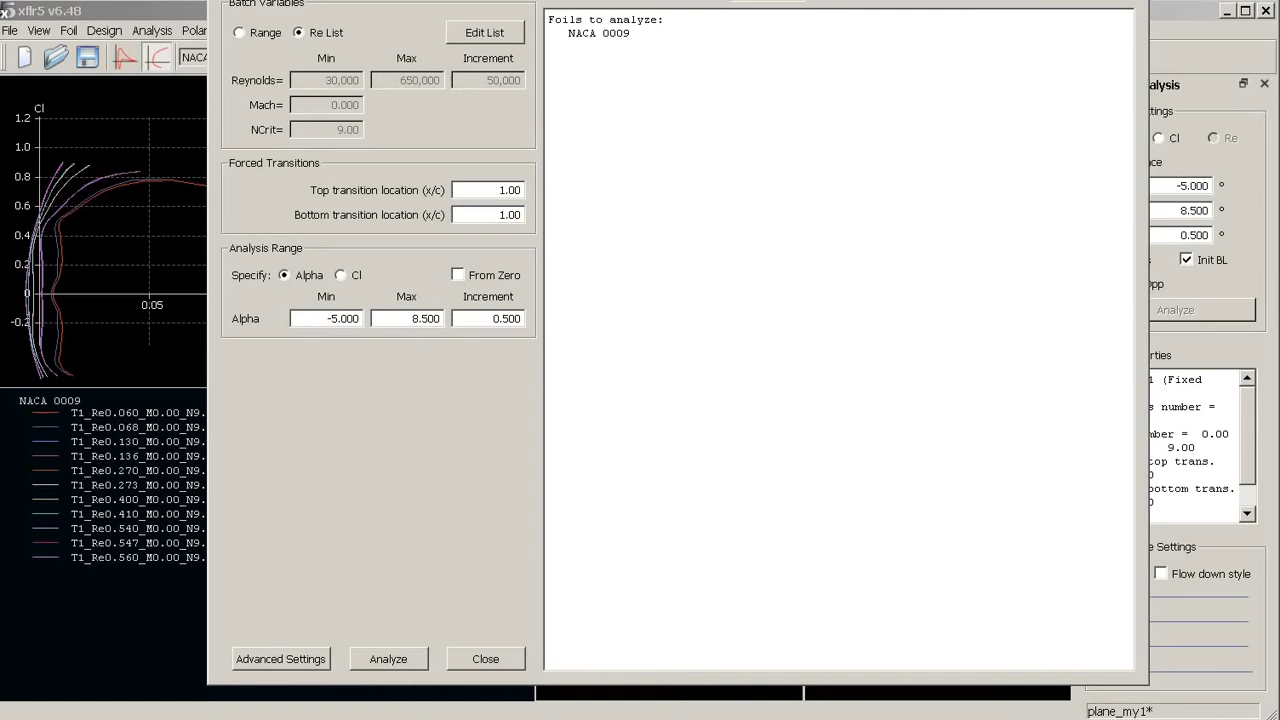 xflr5 v6.48
File View Foil Design Analysis Polar
NACA
Batch Variables
Range Re List Edit List
Min Max Increment
Reynolds= 30,000 650,000 50,000
Mach= 0.000
NCrit= 9.00
Forced Transitions
Top transition location (x/c) 1.00
Bottom transition location (x/c) 1.00
Analysis Range
Specify: Alpha Cl From Zero
Min Max Increment
Alpha -5.000 8.500 0.500
Advanced Settings Analyze Close
Foils to analyze:
NACA 0009
Cl
1.2
1.0
0.8
0.6
0.4
0.2
0
-0.2
0.05
NACA 0009
T1_Re0.060_M0.00_N9.
T1_Re0.068_M0.00_N9.
T1_Re0.130_M0.00_N9.
T1_Re0.136_M0.00_N9.
T1_Re0.270_M0.00_N9.
T1_Re0.273_M0.00_N9.
T1_Re0.400_M0.00_N9.
T1_Re0.410_M0.00_N9.
T1_Re0.540_M0.00_N9.
T1_Re0.547_M0.00_N9.
T1_Re0.560_M0.00_N9.
alysis
ttings
Cl Re
nce
-5.000 °
8.500 °
0.500 °
s Init BL
Opp
Analyze
erties
1 (Fixed
s number =
mber = 0.00
9.00
top trans.
0
bottom trans.
0
e Settings
Flow down style
plane_my1*